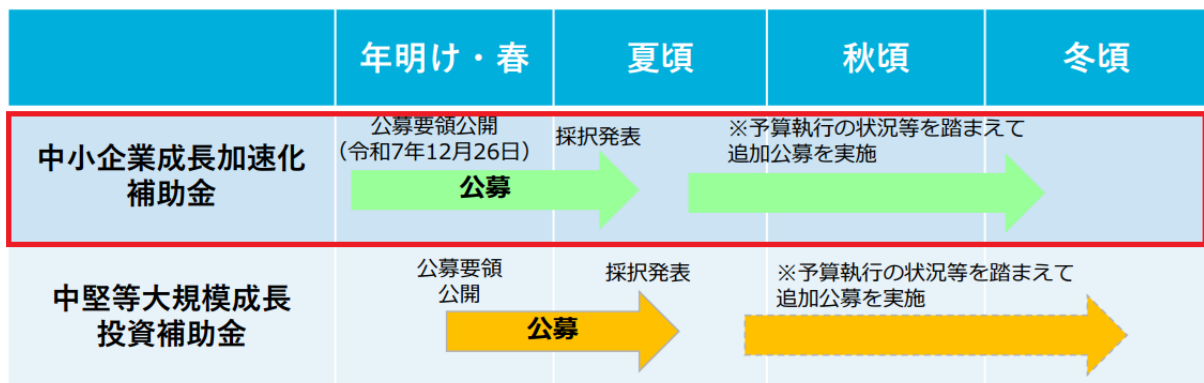 年明け・春
夏頃
秋頃
冬頃
中小企業成長加速化
補助金
公募要領公開
（令和7年12月26日）
公募
採択発表
※予算執行の状況等を踏まえて
追加公募を実施
中堅等大規模成長
投資補助金
公募要領
公開
公募
採択発表
※予算執行の状況等を踏まえて
追加公募を実施